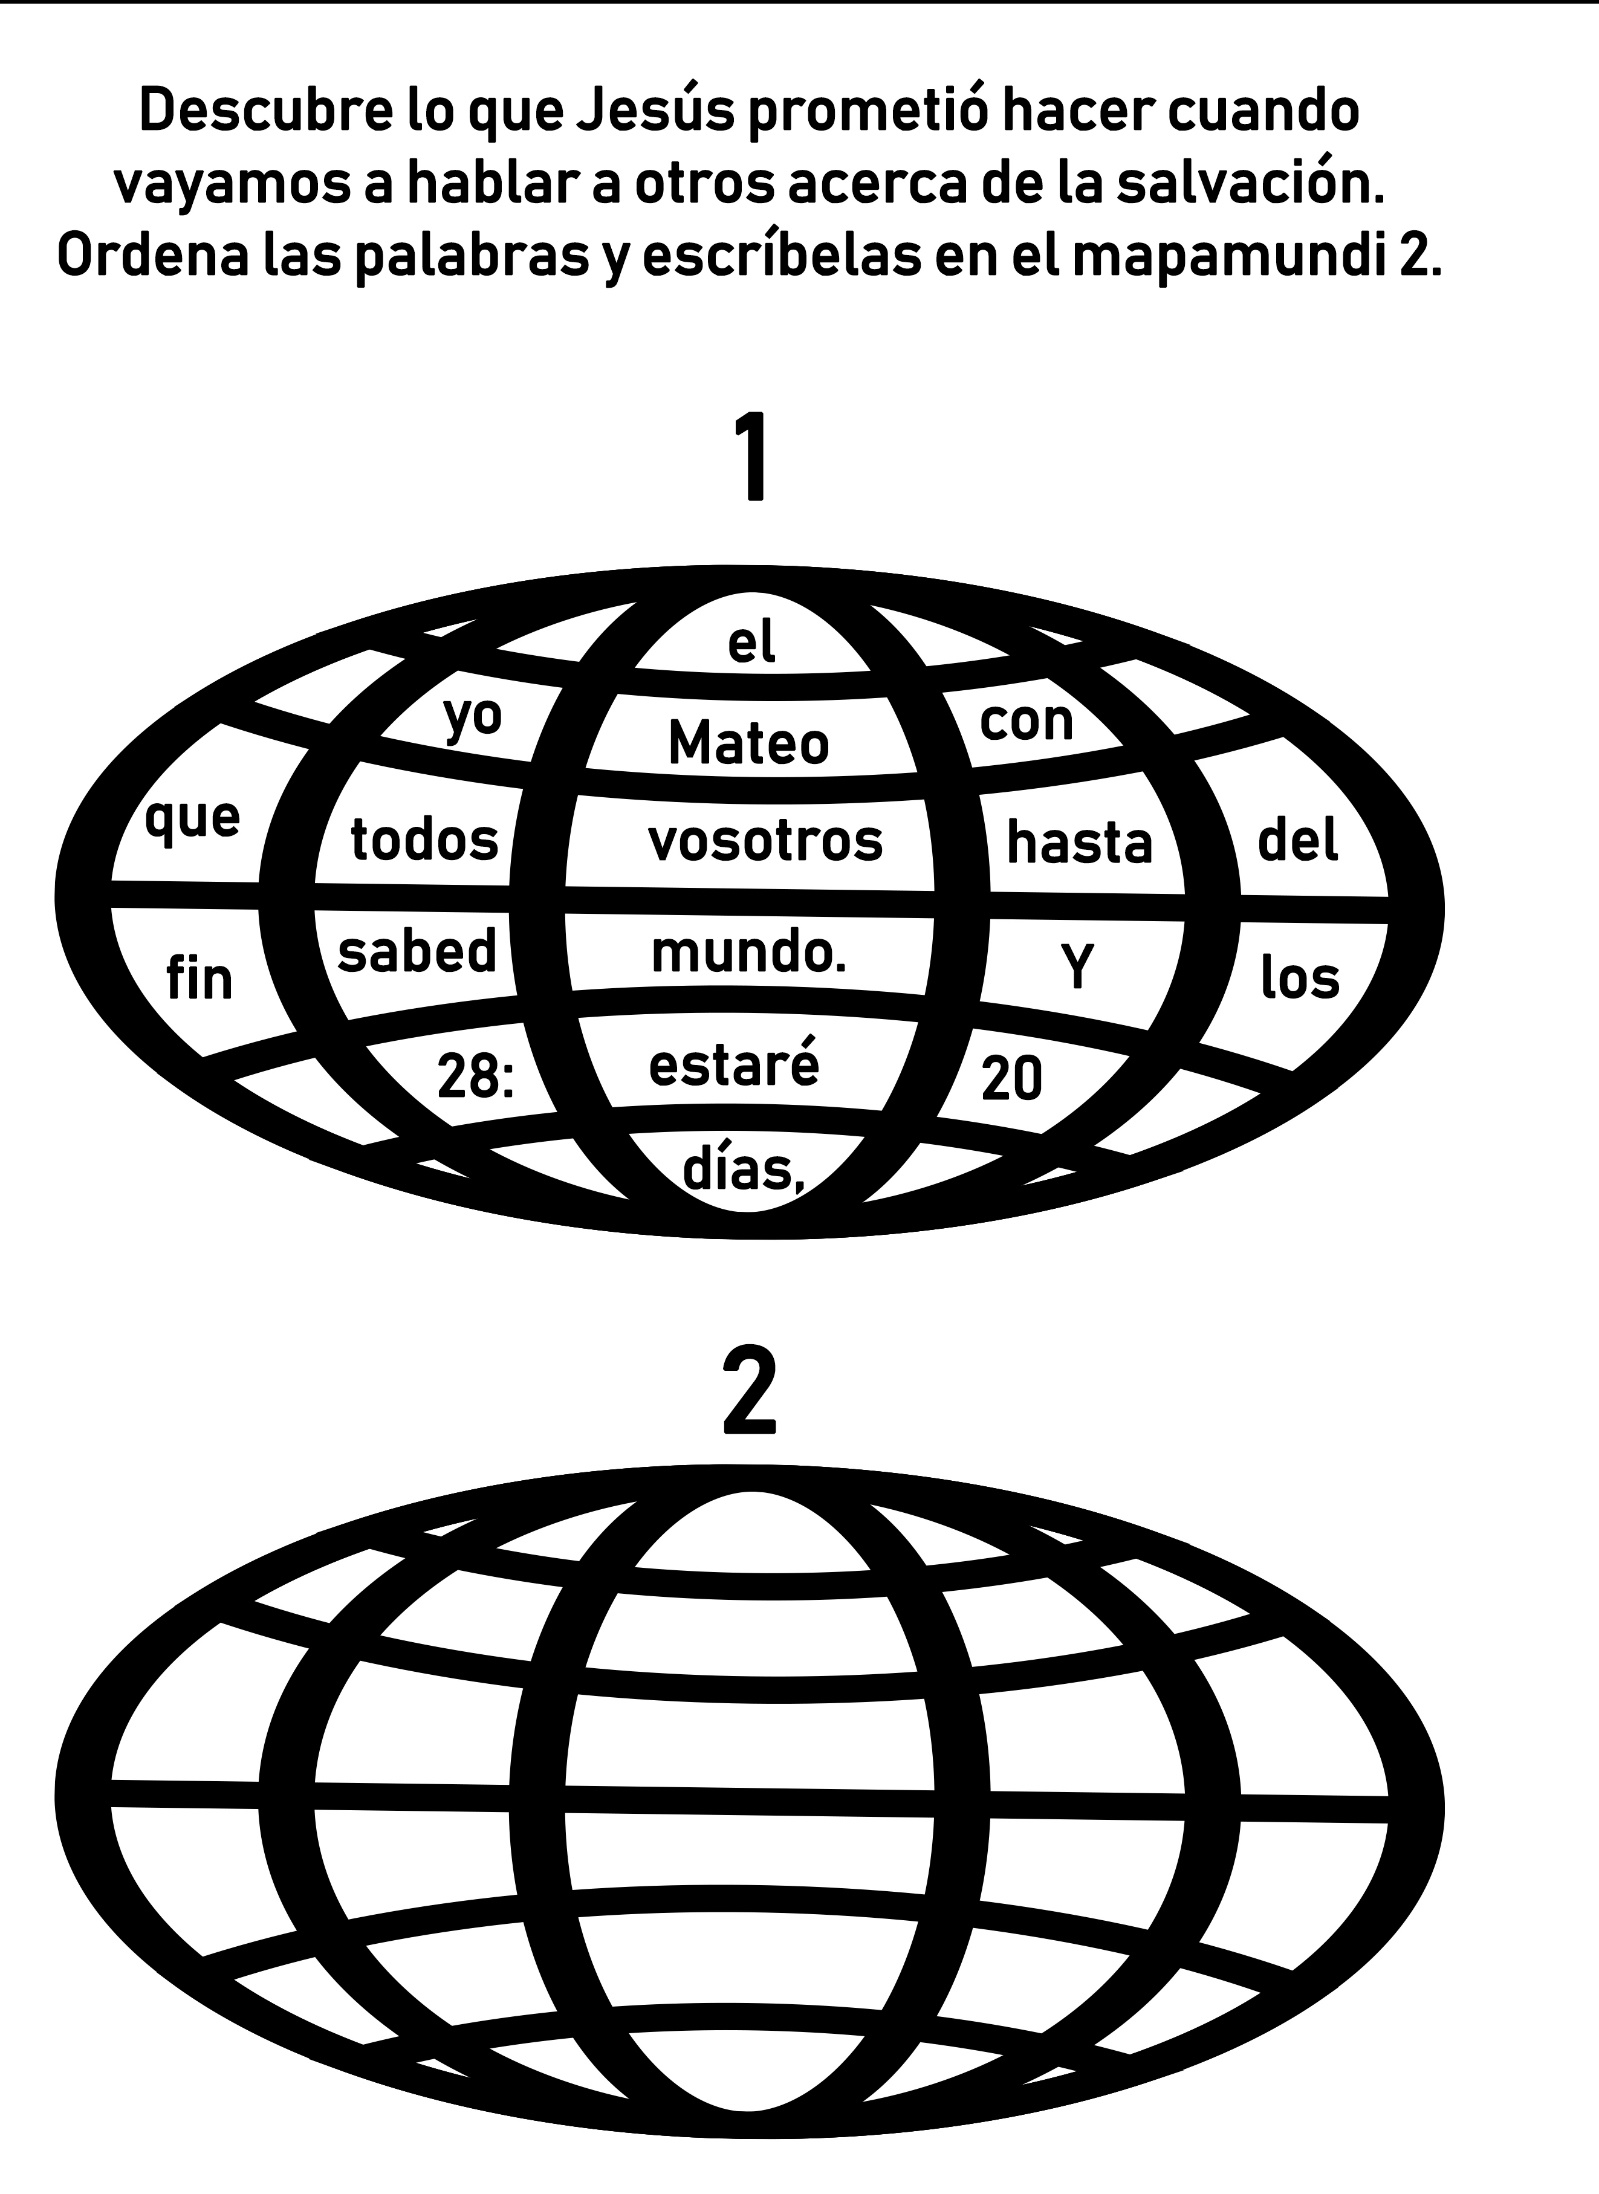 Descubre lo que Jesús prometió hacer cuando
vayamos a hablar a otros acerca de la salvación.
Ordena las palabras y escríbelas en el mapamundi 2.
1
el
yo Mateo con
que todos vosotros hasta del
fin sabed mundo. Y los
28: estaré 20
días,
2